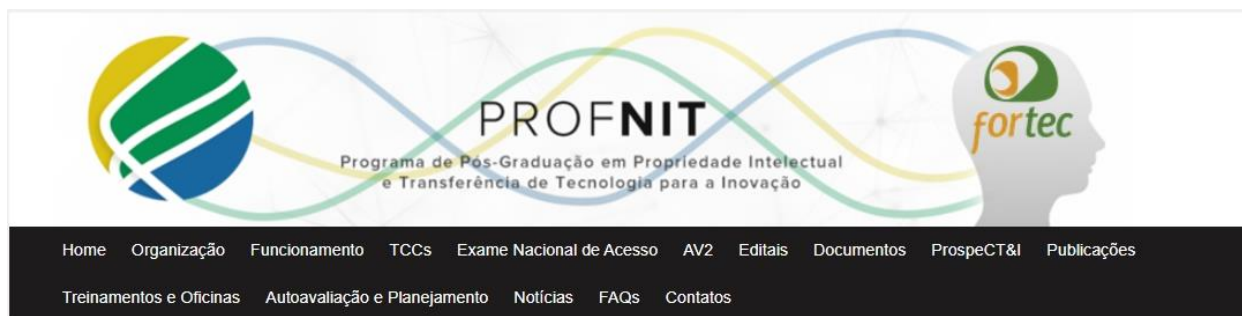 PROFNIT
Programa de Pós-Graduação em Propriedade Intelectual
e Transferência de Tecnologia para a Inovação
fortec
Home Organização Funcionamento TCCs Exame Nacional de Acesso AV2 Editais Documentos ProspeCT&I Publicações
Treinamentos e Oficinas Autoavaliação e Planejamento Notícias FAQs Contatos